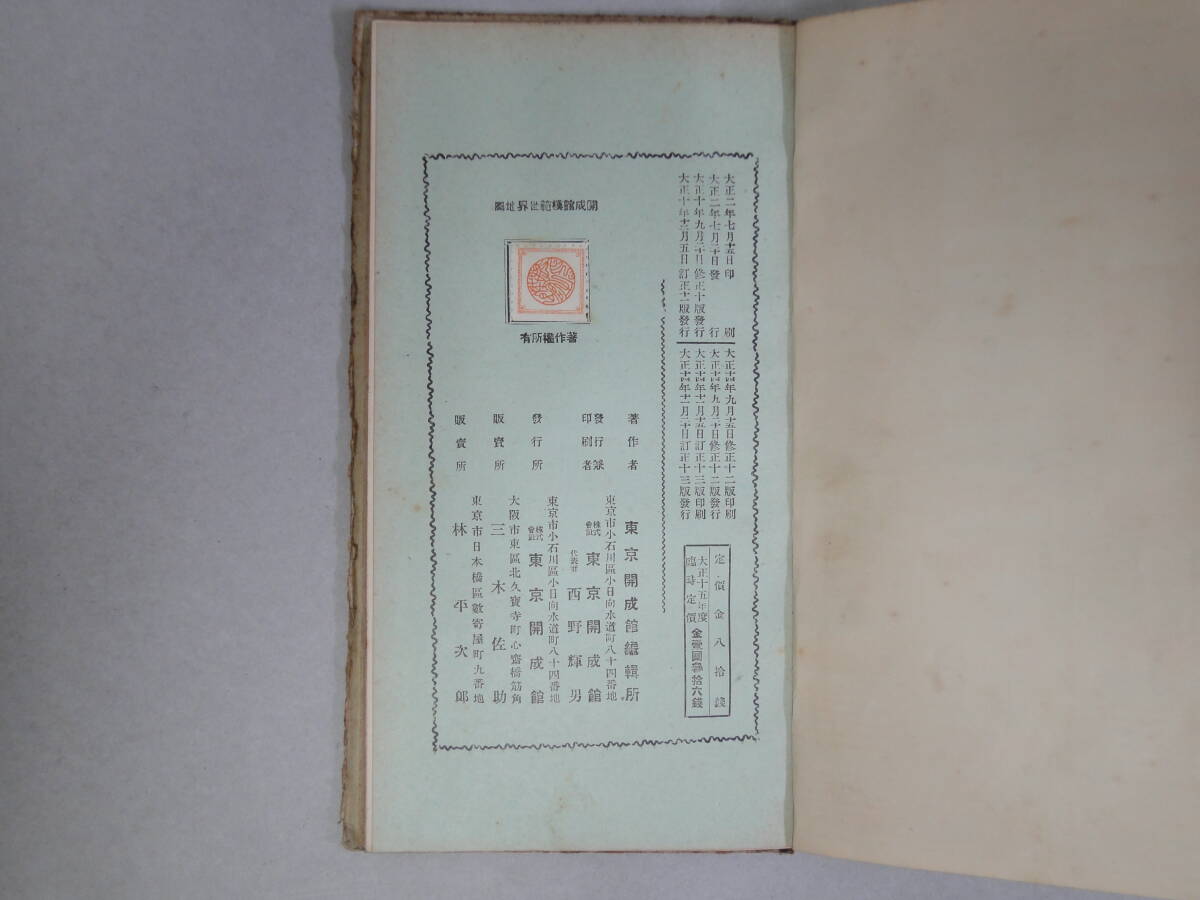 大正二年七月十五日印刷
大正二年七月二十日發行
大正十年九月二十日修正十版發行
大正十年十二月五日訂正十一版發行
大正十四年九月十五日修正十二版印刷
大正十四年九月二十日修正十二版發行
大正十四年十二月十五日訂正十三版印刷
大正十四年十二月二十日訂正十三版發行
定價金八拾錢
大正十五年度
臨時定價
金壹圓參拾六錢
開成館模範世界地圖
著作權所有
著作者
東京開成館編輯所
發行兼
印刷者
東京市小石川區小日向水道町八十四番地
株式會社
東京開成館
代表者
西野輝男
發行所
東京市小石川區小日向水道町八十四番地
株式會社
東京開成館
販賣所
大阪市東區北久寶寺町心齋橋筋角
三木佐助
販賣所
東京市日本橋區數寄屋町九番地
林平次郎